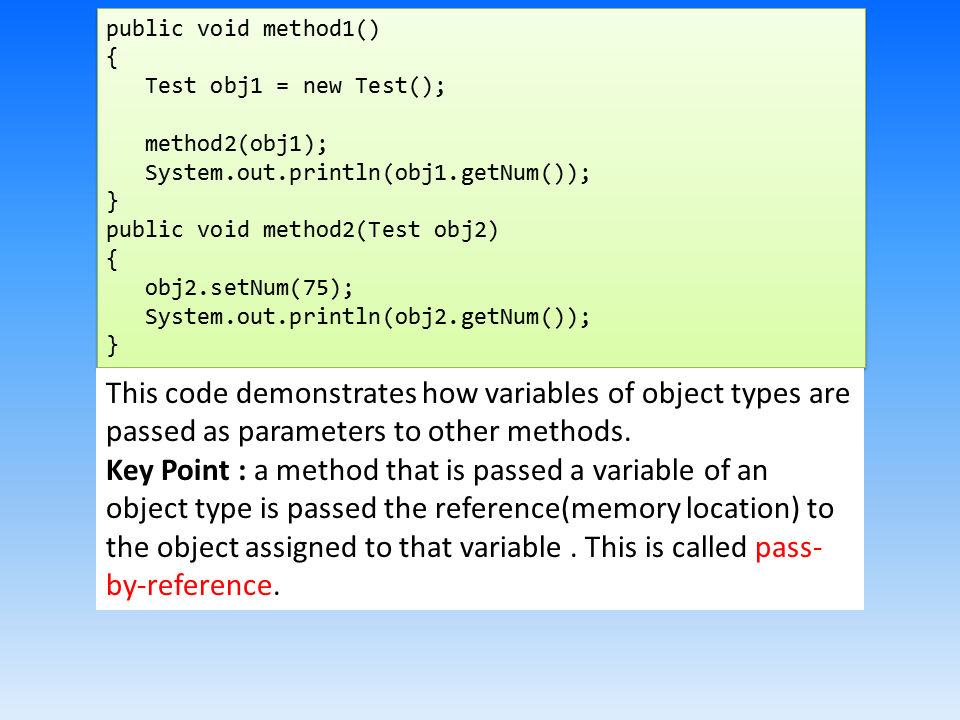 public void method1()
{
   Test obj1 = new Test();

   method2(obj1);
   System.out.println(obj1.getNum());
}
public void method2(Test obj2)
{
   obj2.setNum(75);
   System.out.println(obj2.getNum());
}
This code demonstrates how variables of object types are
passed as parameters to other methods.
Key Point : a method that is passed a variable of an
object type is passed the reference(memory location) to
the object assigned to that variable . This is called pass-
by-reference.